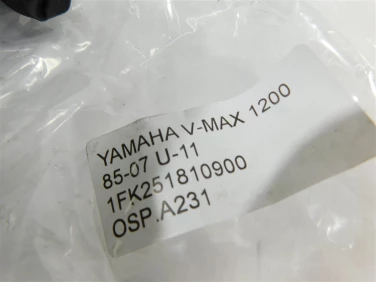 YAMAHA V-MAX 1200
85-07 U-11
1FK251810900
OSP.A231